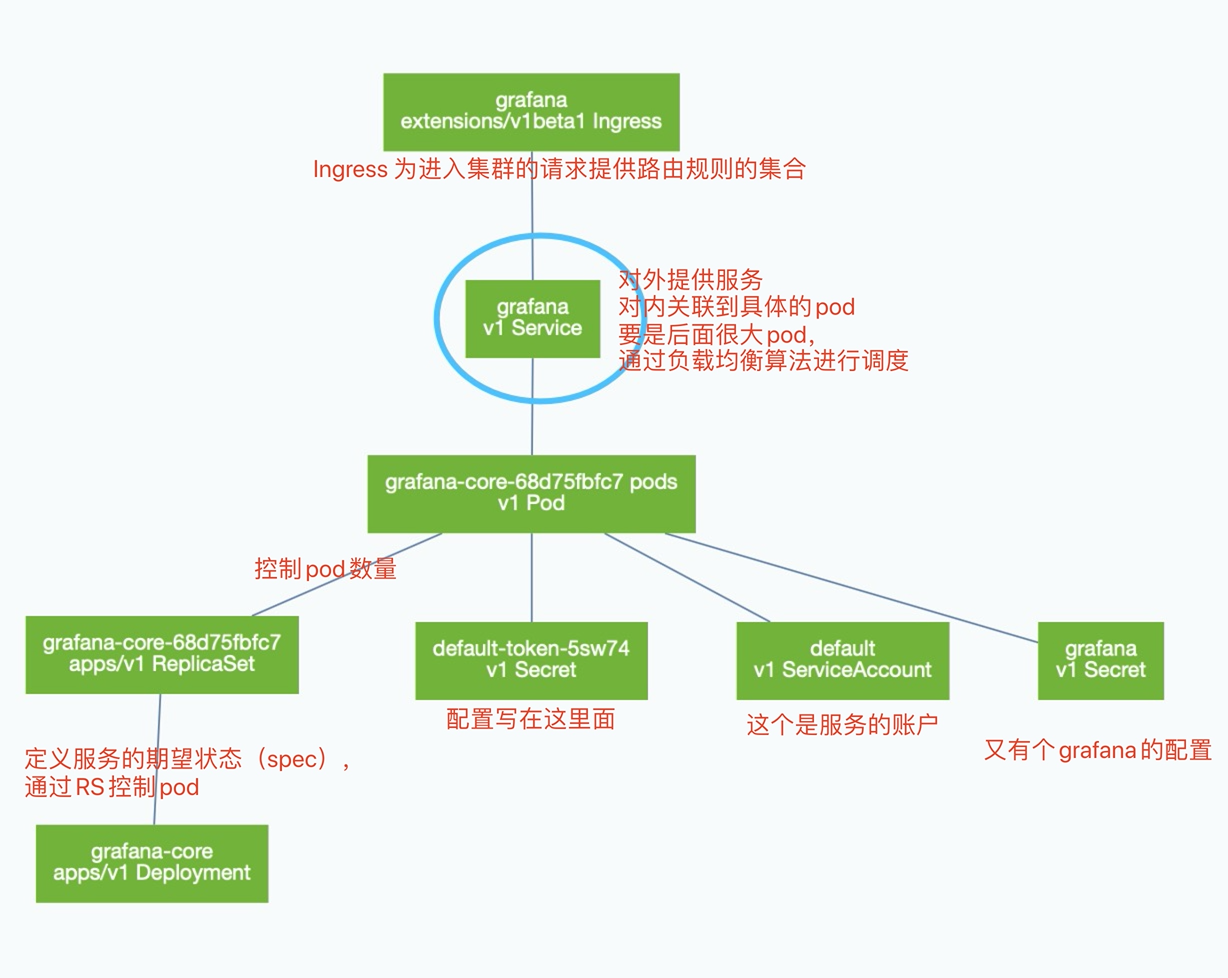 grafana
extensions/v1beta1 Ingress
Ingress 为进入集群的请求提供路由规则的集合
grafana
v1 Service
对外提供服务
对内关联到具体的pod
要是后面很大pod，
通过负载均衡算法进行调度
grafana-core-68d75fbfc7 pods
v1 Pod
控制pod数量
grafana-core-68d75fbfc7
apps/v1 ReplicaSet
default-token-5sw74
v1 Secret
default
v1 ServiceAccount
grafana
v1 Secret
配置写在这里面
这个是服务的账户
又有个grafana的配置
定义服务的期望状态（spec），
通过RS控制pod
grafana-core
apps/v1 Deployment